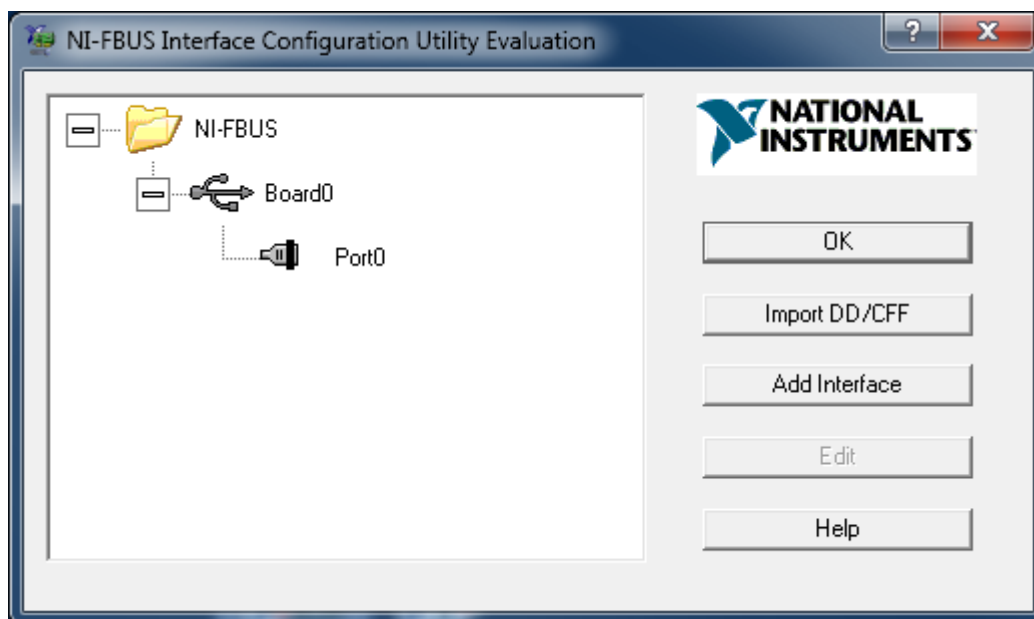 NI-FBUS Interface Configuration Utility Evaluation
?
X
NI-FBUS
Board0
Port0
NATIONAL
INSTRUMENTS
OK
Import DD/CFF
Add Interface
Edit
Help